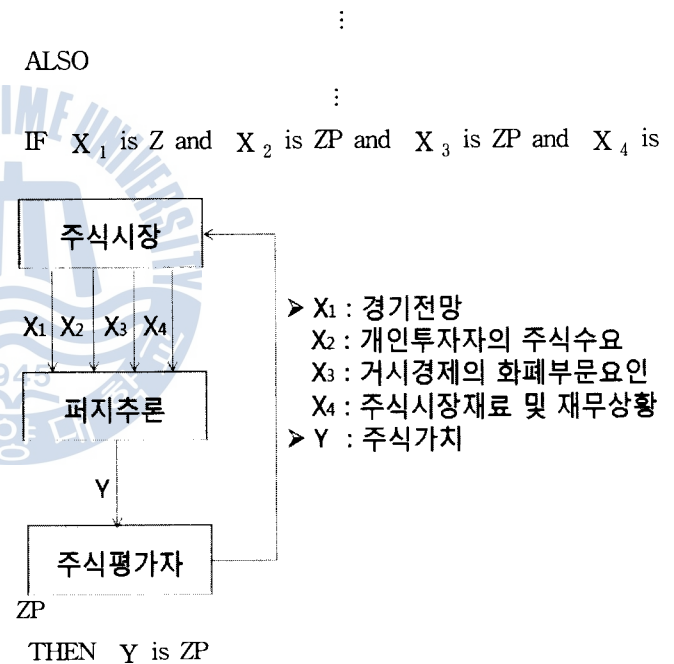 ⋮
ALSO
⋮
IF X₁ is Z and X₂ is ZP and X₃ is ZP and X₄ is
주식시장
X₁ X₂ X₃ X₄
퍼지추론
Y
주식평가자
➢ X₁ : 경기전망
X₂ : 개인투자자의 주식수요
X₃ : 거시경제의 화폐부문요인
X₄ : 주식시장재료 및 재무상황
➢ Y : 주식가치
ZP
THEN Y is ZP